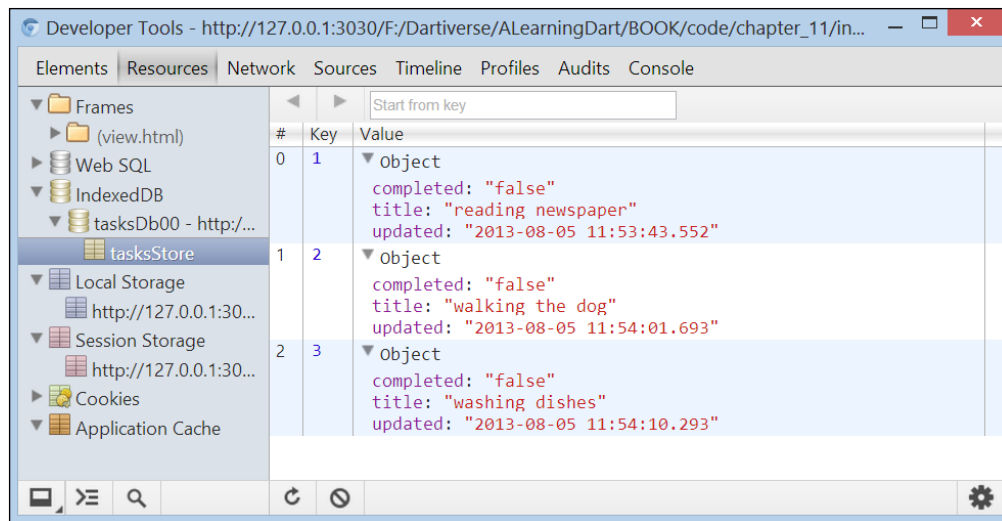 Developer Tools - http://127.0.0.1:3030/F:/Dartiverse/ALearningDart/BOOK/code/chapter_11/in...
Elements Resources Network Sources Timeline Profiles Audits Console
Frames
(view.html)
Web SQL
IndexedDB
tasksDb00 - http:/...
tasksStore
Local Storage
http://127.0.0.1:30...
Session Storage
http://127.0.0.1:30...
Cookies
Application Cache
Start from key
# Key Value
0 1 Object
completed: "false"
title: "reading newspaper"
updated: "2013-08-05 11:53:43.552"
1 2 Object
completed: "false"
title: "walking the dog"
updated: "2013-08-05 11:54:01.693"
2 3 Object
completed: "false"
title: "washing dishes"
updated: "2013-08-05 11:54:10.293"